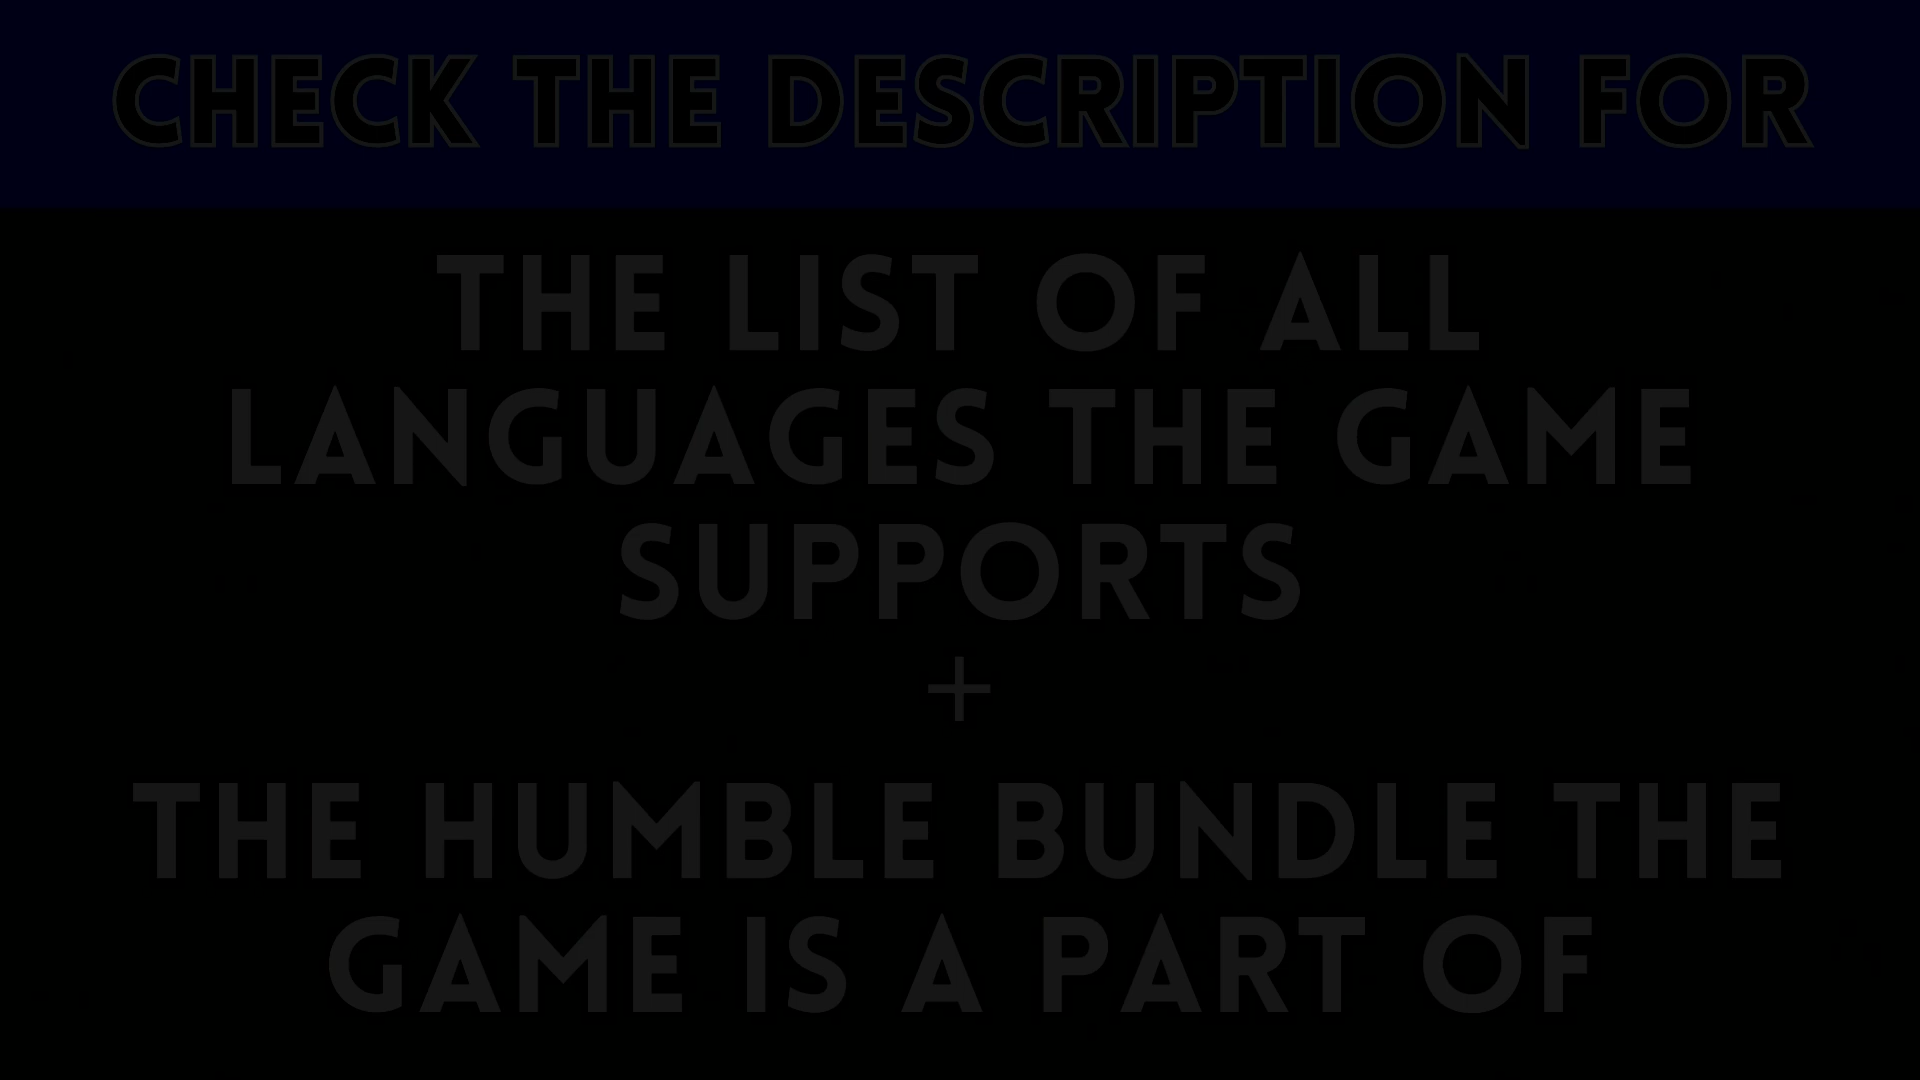 CHECK THE DESCRIPTION FOR
THE LIST OF ALL
LANGUAGES THE GAME
SUPPORTS
+
THE HUMBLE BUNDLE THE
GAME IS A PART OF